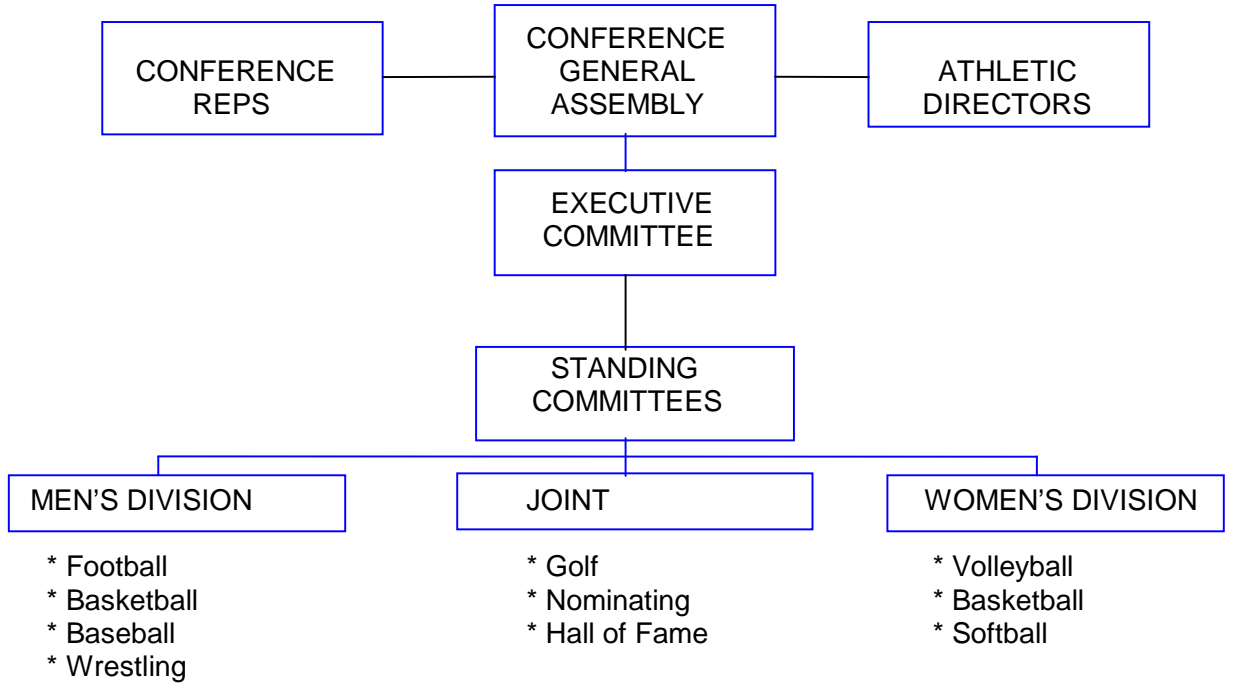 CONFERENCE
REPS
CONFERENCE
GENERAL
ASSEMBLY
ATHLETIC
DIRECTORS
EXECUTIVE
COMMITTEE
STANDING
COMMITTEES
MEN’S DIVISION
* Football
* Basketball
* Baseball
* Wrestling
JOINT
* Golf
* Nominating
* Hall of Fame
WOMEN’S DIVISION
* Volleyball
* Basketball
* Softball